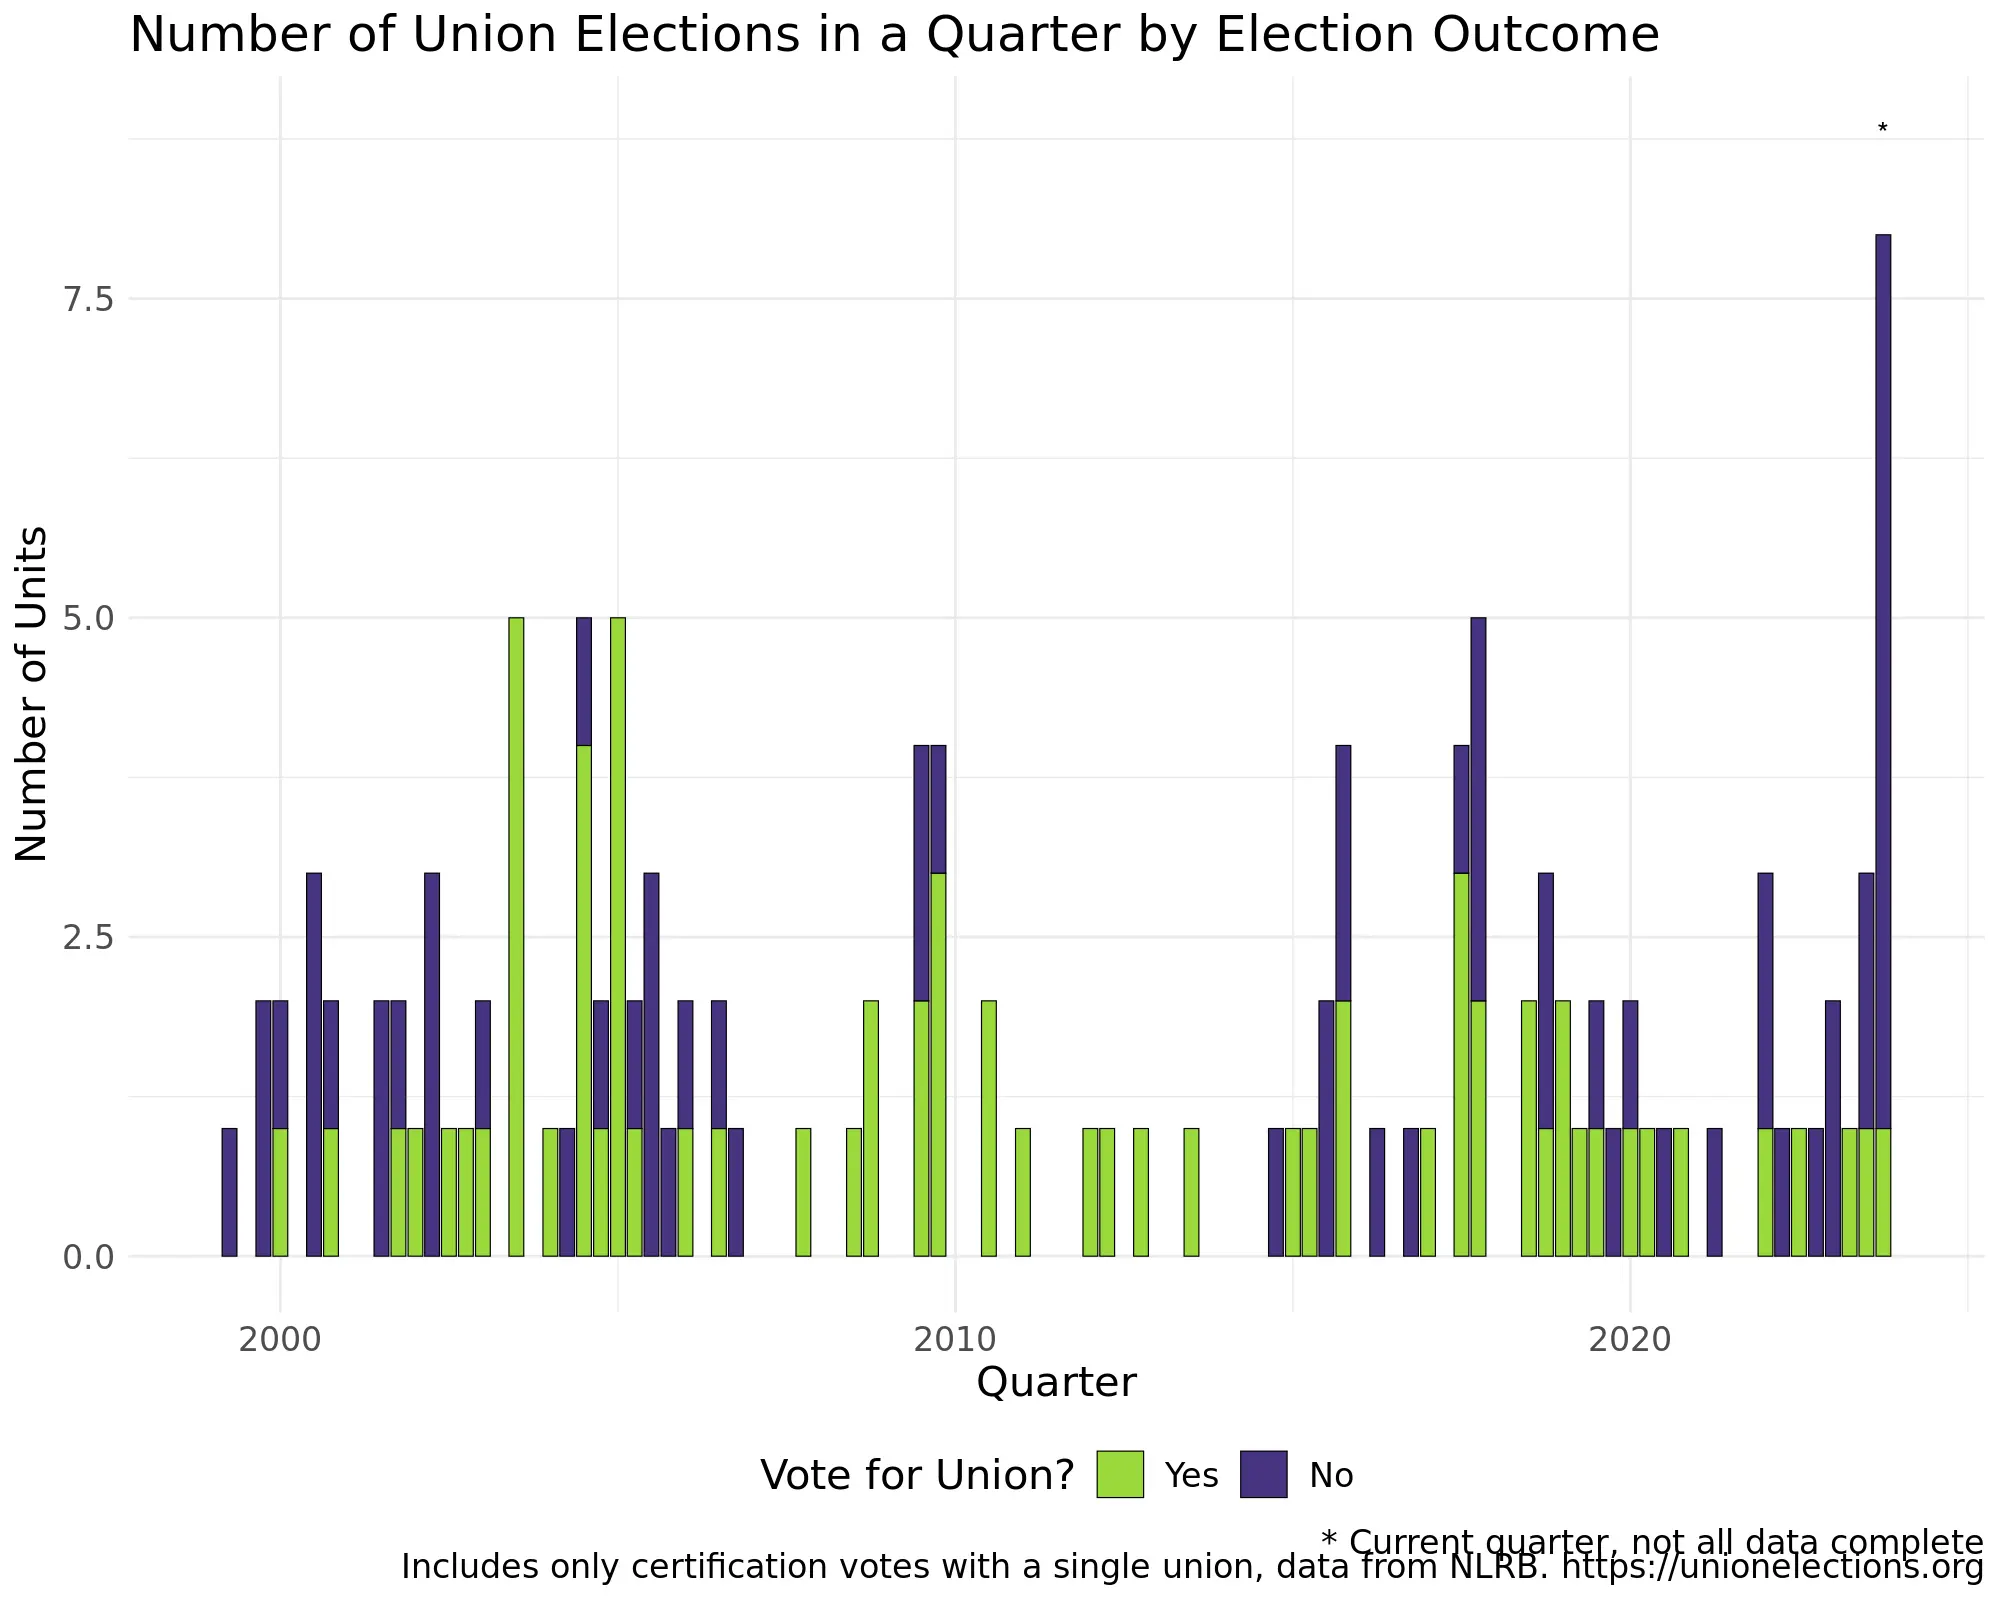 Number of Union Elections in a Quarter by Election Outcome
*
7.5
5.0
2.5
0.0
Number of Units
2000 2010 2020
Quarter
Vote for Union? Yes No
* Current quarter, not all data complete
Includes only certification votes with a single union, data from NLRB. https://unionelections.org